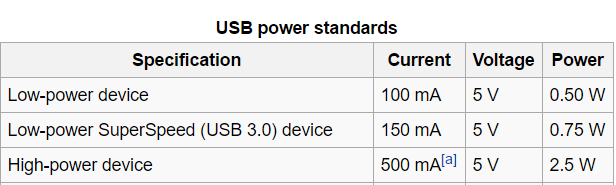 USB power standards
Specification Current Voltage Power
Low-power device 100 mA 5 V 0.50 W
Low-power SuperSpeed (USB 3.0) device 150 mA 5 V 0.75 W
High-power device 500 mA[a] 5 V 2.5 W